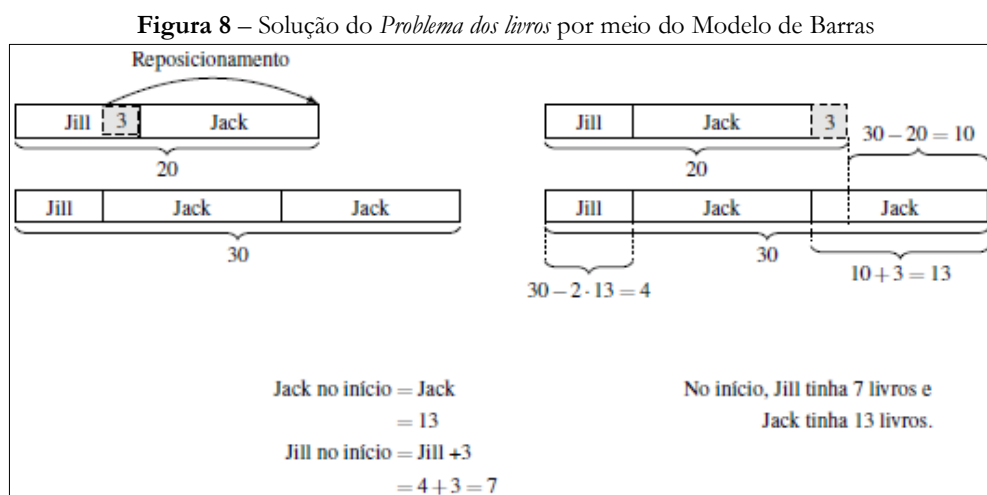 Figura 8 – Solução do Problema dos livros por meio do Modelo de Barras
Reposicionamento
Jill 3 Jack
20
Jill Jack Jack
30
Jill Jack 3
30 − 20 = 10
20
Jill Jack Jack
30
10 + 3 = 13
30 − 2 · 13 = 4
Jack no início = Jack
= 13
Jill no início = Jill +3
= 4 + 3 = 7
No início, Jill tinha 7 livros e
Jack tinha 13 livros.